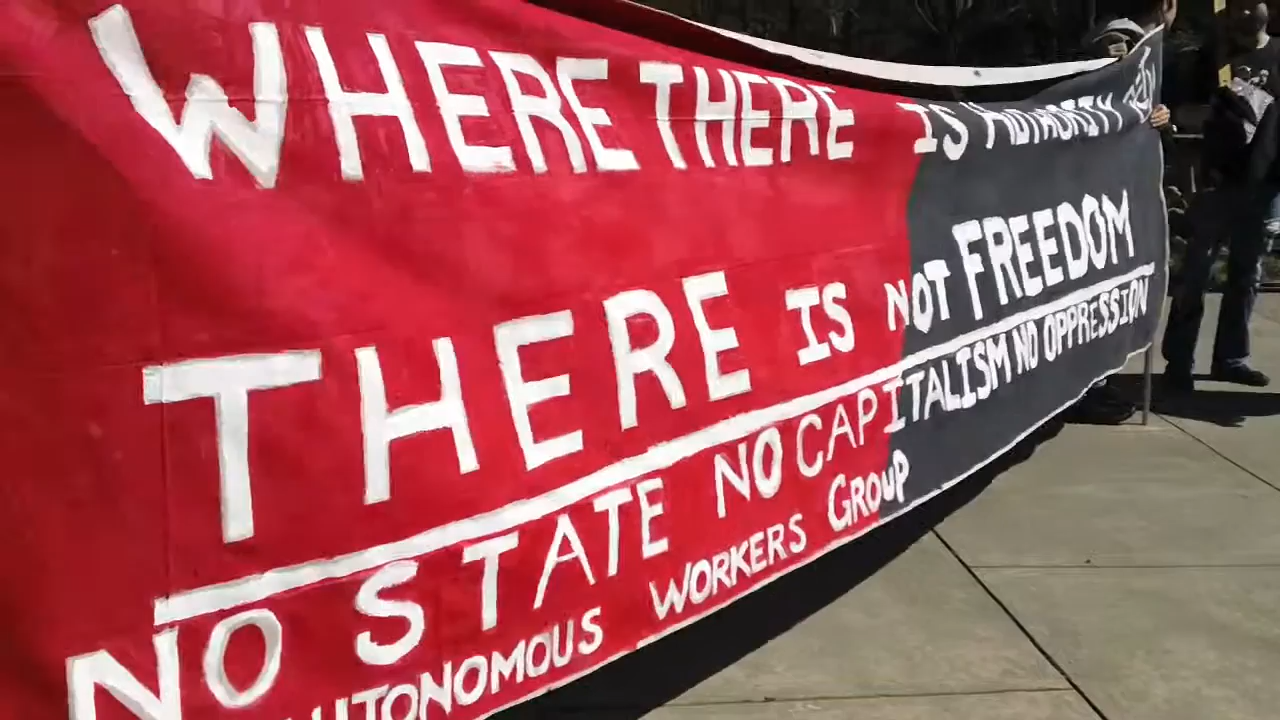 WHERE THERE IS AUTHORITY
THERE IS NOT FREEDOM
NO STATE NO CAPITALISM NO OPPRESSION
AUTONOMOUS WORKERS GROUP